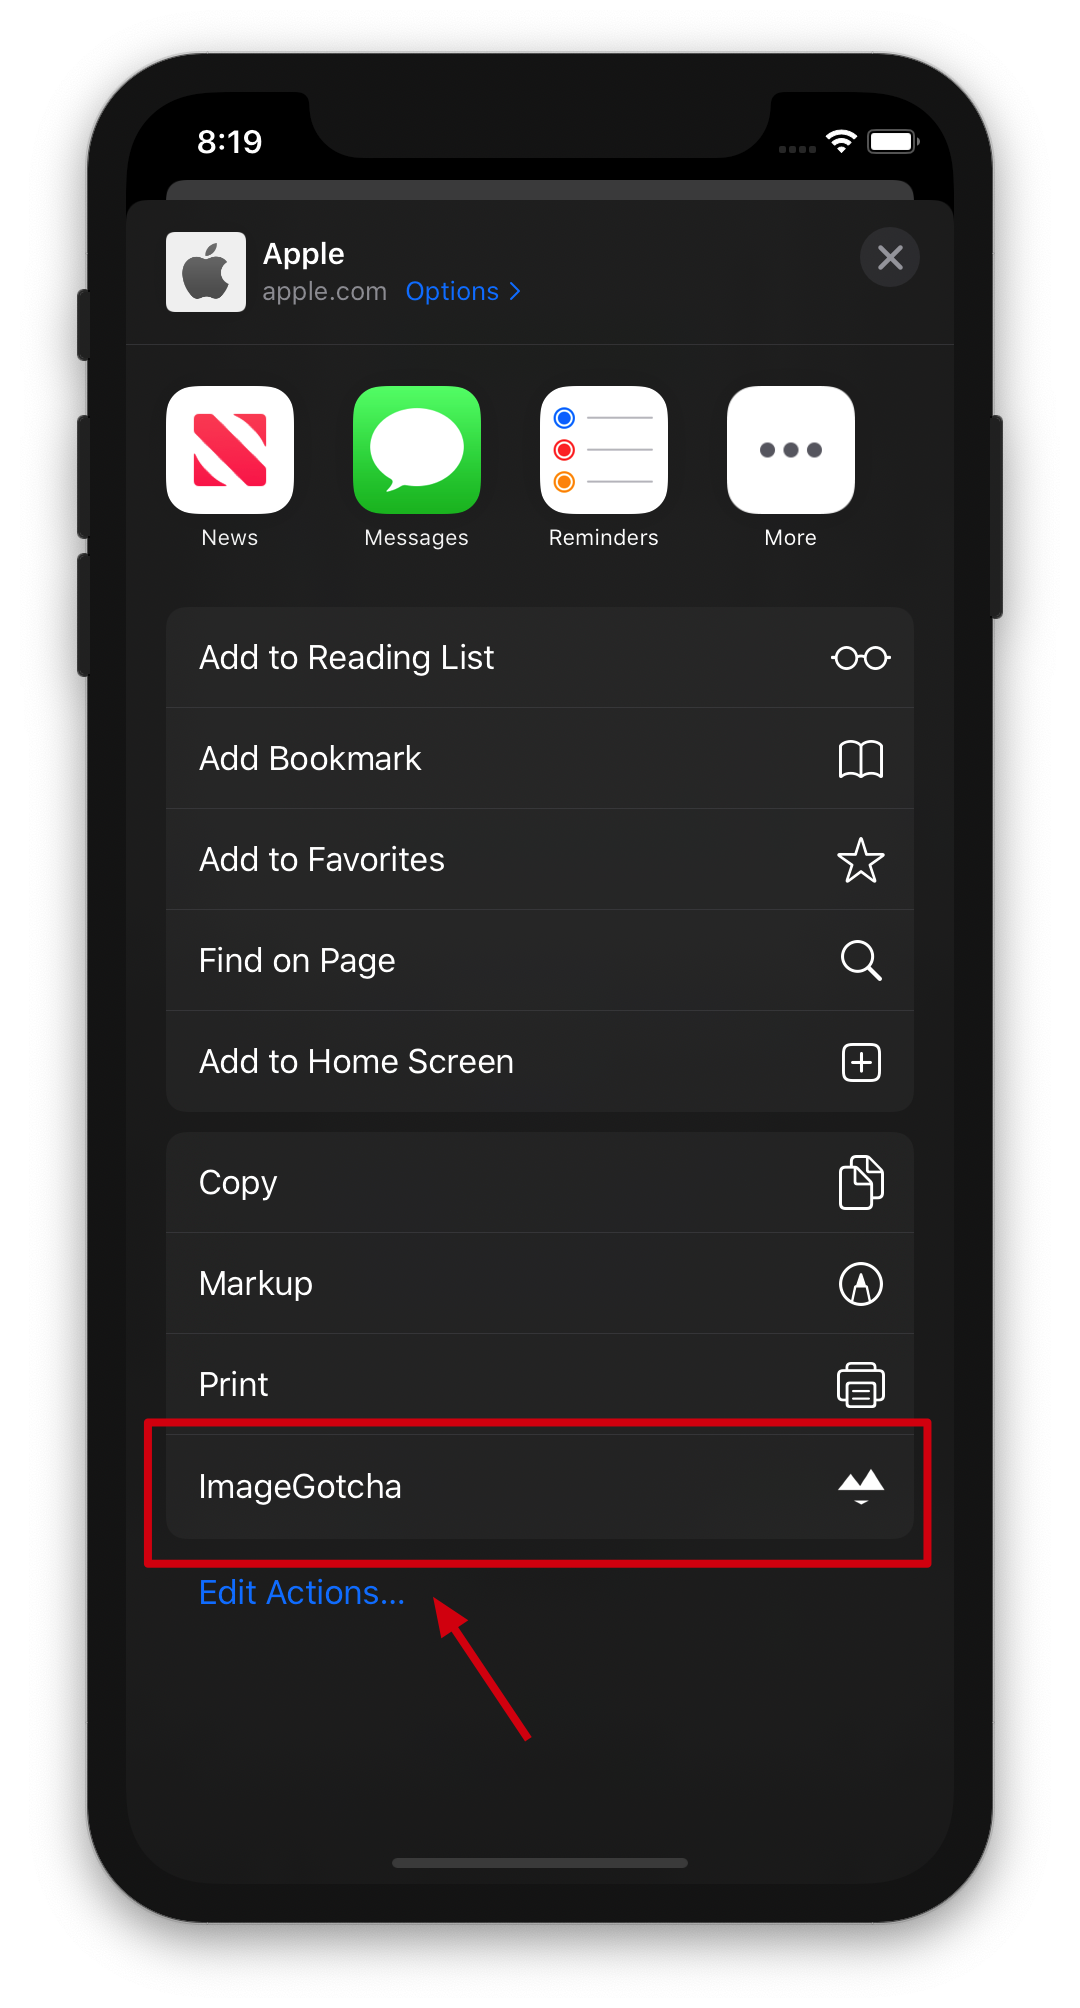 8:19
Apple
apple.com Options
News Messages Reminders More
Add to Reading List
Add Bookmark
Add to Favorites
Find on Page
Add to Home Screen
Copy
Markup
Print
ImageGotcha
Edit Actions...